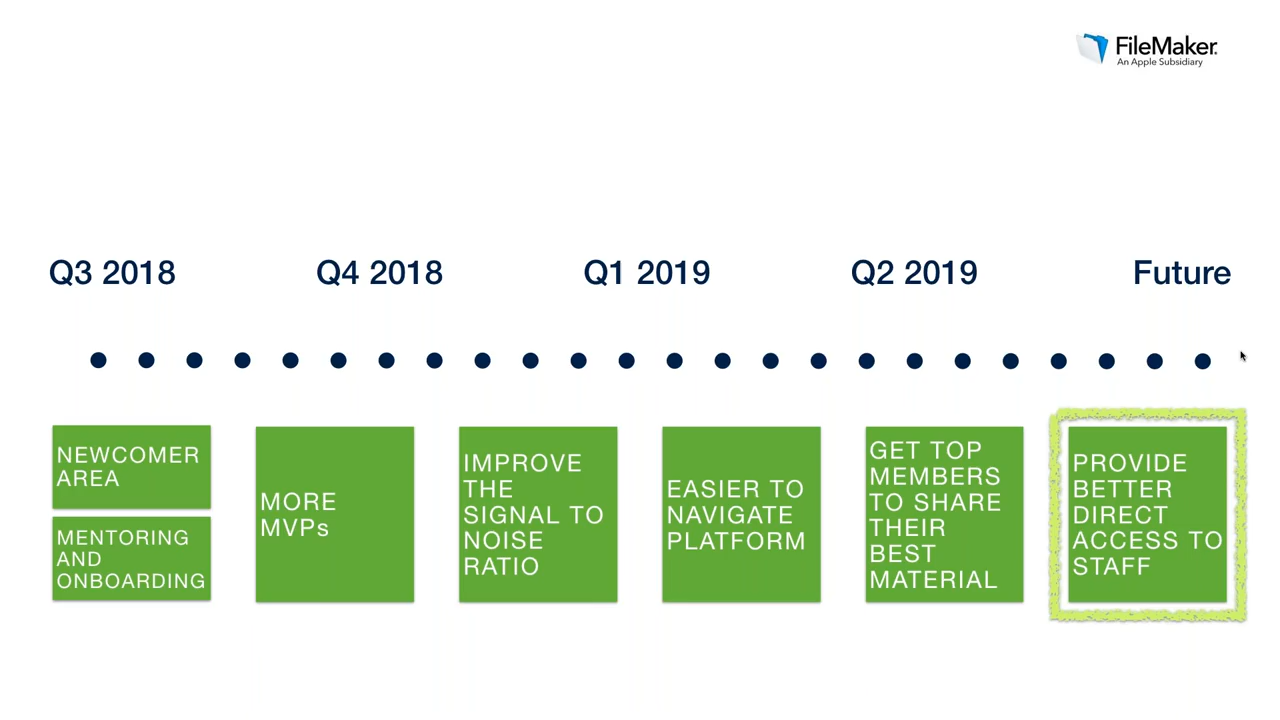 FileMaker
An Apple Subsidiary
Q3 2018
Q4 2018
Q1 2019
Q2 2019
Future
NEWCOMER
AREA
MENTORING
AND
ONBOARDING
MORE
MVPs
IMPROVE
THE
SIGNAL TO
NOISE
RATIO
EASIER TO
NAVIGATE
PLATFORM
GET TOP
MEMBERS
TO SHARE
THEIR
BEST
MATERIAL
PROVIDE
BETTER
DIRECT
ACCESS TO
STAFF